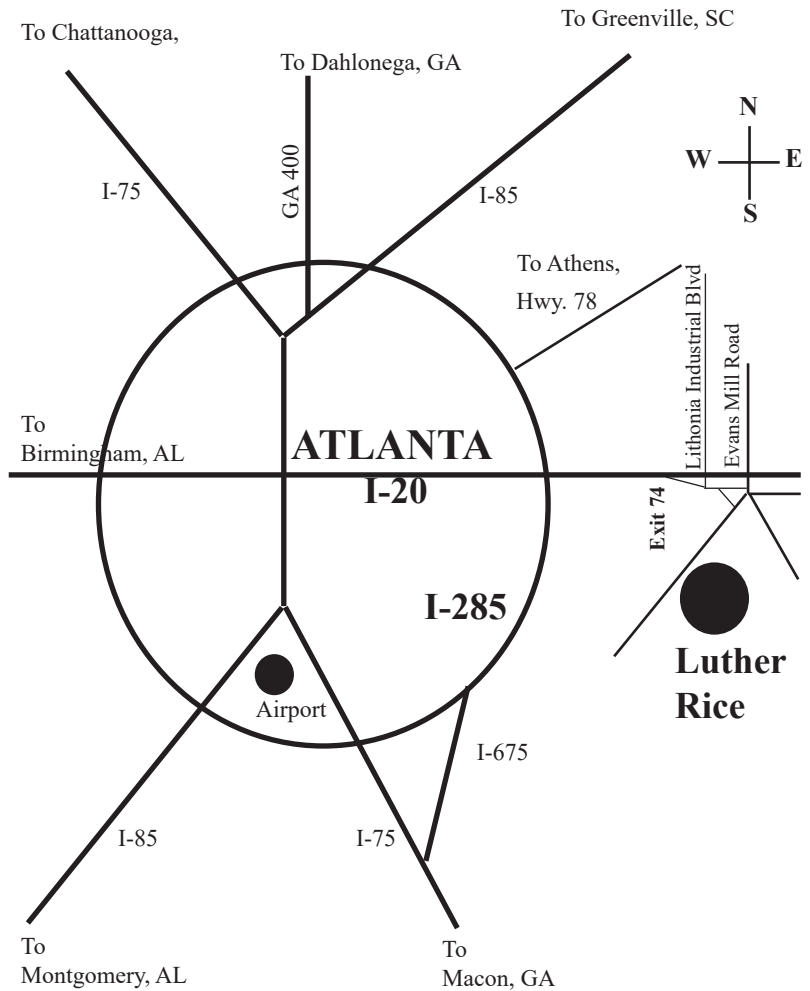 To Greenville, SC
To Chattanooga,
To Dahlonega, GA
N
W
E
S
GA 400
I-75
I-85
To Athens,
Hwy. 78
Lithonia Industrial Blvd
Evans Mill Road
To
Birmingham, AL
ATLANTA
I-20
Exit 74
I-285
Luther
Rice
Airport
I-675
I-85
I-75
To
Montgomery, AL
To
Macon, GA